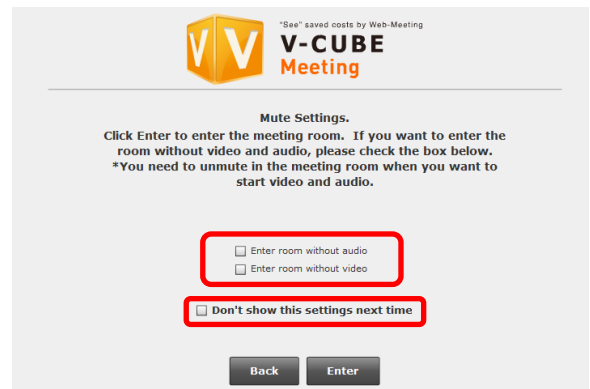 "See" saved costs by Web-Meeting
V V V-CUBE
Meeting
Mute Settings.
Click Enter to enter the meeting room. If you want to enter the
room without video and audio, please check the box below.
*You need to unmute in the meeting room when you want to
start video and audio.
Enter room without audio
Enter room without video
Don't show this settings next time
Back Enter